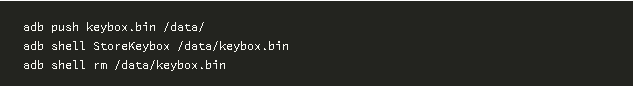 adb push keybox.bin /data/
adb shell StoreKeybox /data/keybox.bin
adb shell rm /data/keybox.bin